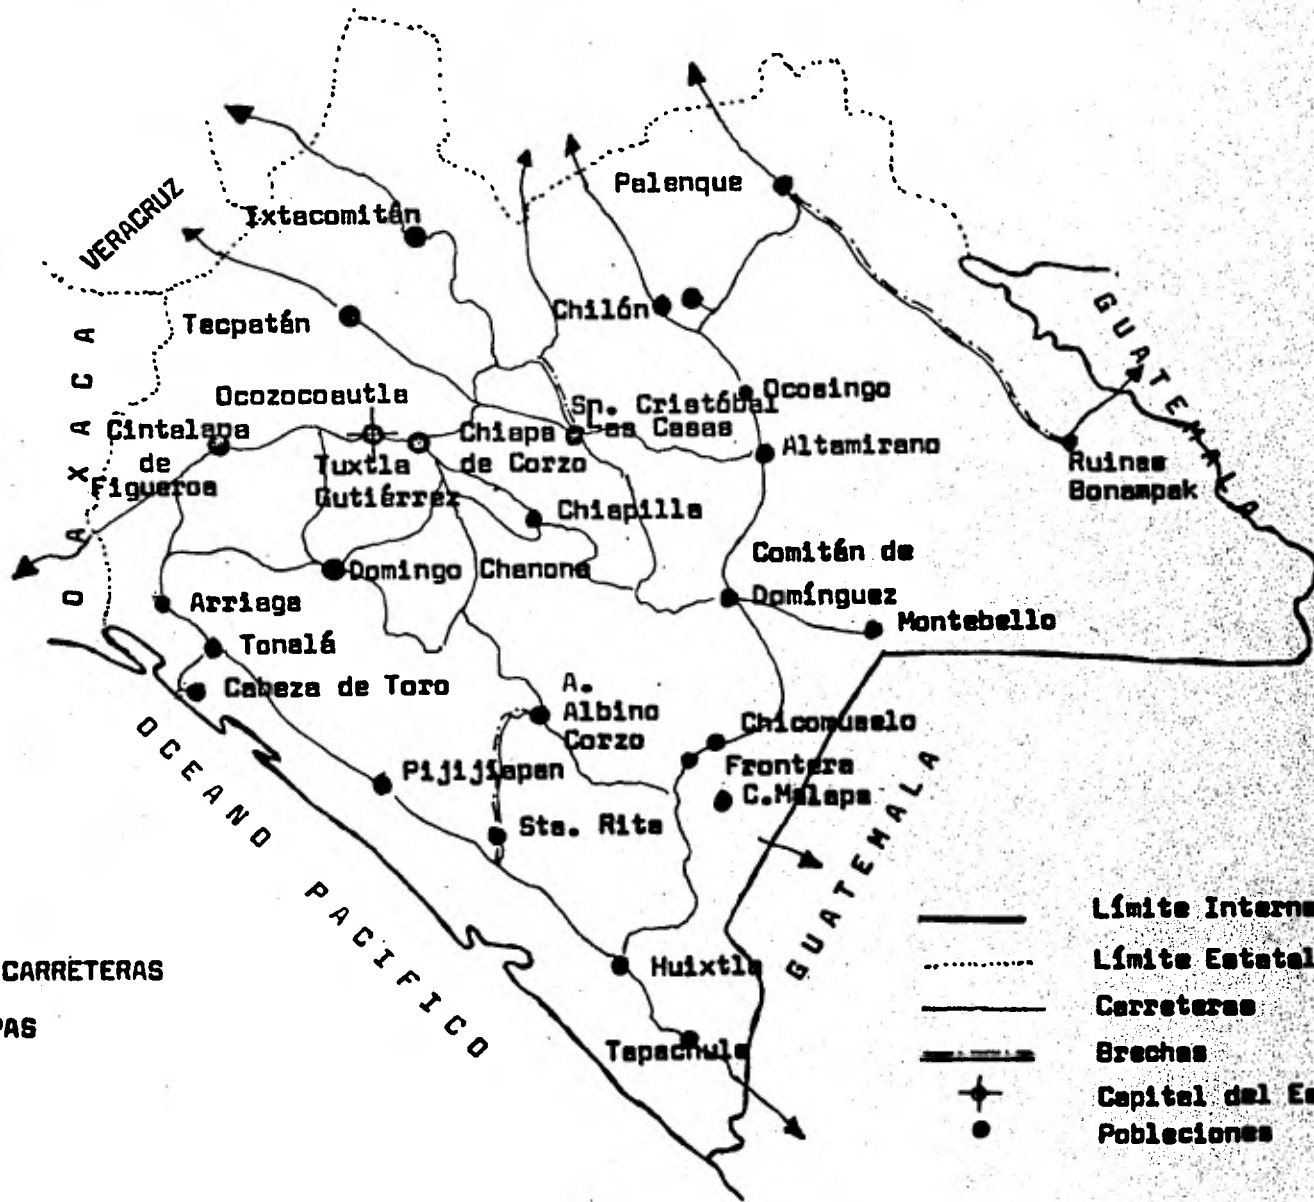 Palenque
VERACRUZ
Ixtacomitán
GUATEMALA
Tecpatán
Chilón
OAXACA
Ocozocoautla
Ocosingo
Sn. Cristóbal
Las Casas
Cintalapa
de
Figueroa
Tuxtla
Gutiérrez
Chiapa
de Corzo
Altamirano
Ruinas
Bonampak
Chiapilla
Comitán de
Domínguez
Domingo Chanona
Arriaga
Montebello
Tonalá
Cabeza de Toro
A.
Albino
Corzo
Chicomuselo
OCEANO PACIFICO
Pijijiapan
Frontera
C.Malapa
GUATEMALA
Sta. Rita
Huixtla
CARRETERAS
PAS
Tapachula
Límite Interna
Límite Estatal
Carreteras
Brechas
Capital del Es
Poblaciones